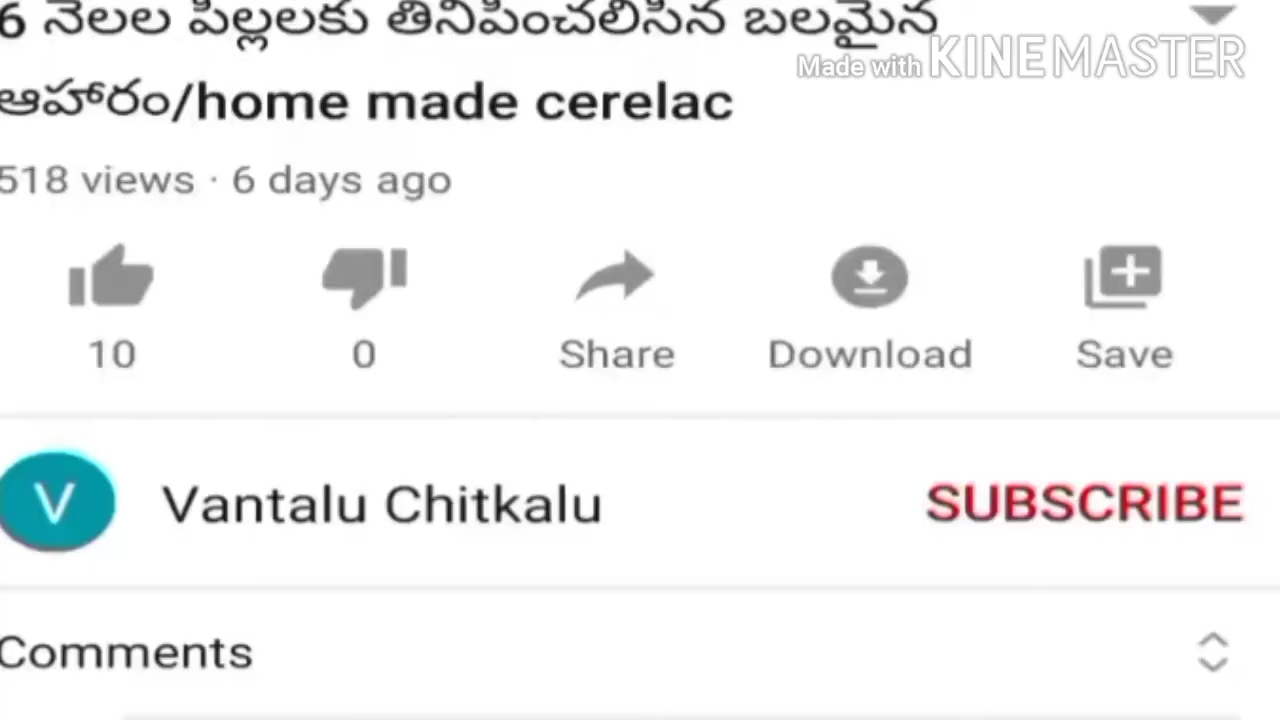 6 నెలల పిల్లలకు తినిపించలిసిన బలమైన
Made with KINEMASTER
ఆహారం/home made cerelac
518 views · 6 days ago
10
0
Share
Download
Save
V
Vantalu Chitkalu
SUBSCRIBE
Comments